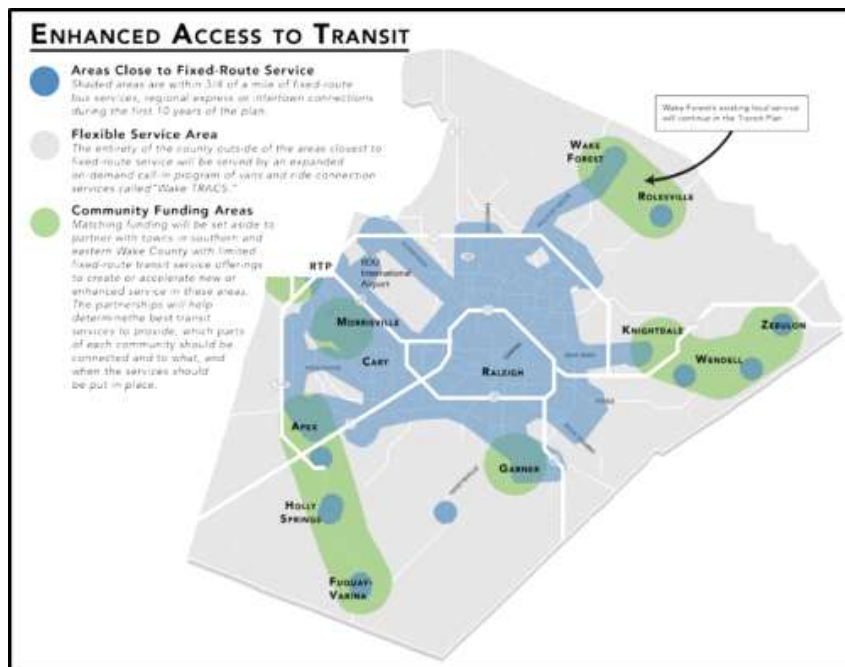 ENHANCED ACCESS TO TRANSIT
Areas Close to Fixed-Route Service
Shaded areas are within 3/4 of a mile of fixed-route
bus services, regional express or intertown connections
during the first 10 years of the plan.
Flexible Service Area
The entirety of the county outside of the areas closest to
fixed-route service will be served by an expanded
on-demand call-in program of vans and ride connection
services called "Wake TRACS."
Community Funding Areas
Matching funding will be set aside to
partner with towns in southern and
eastern Wake County with limited
fixed-route transit service offerings
to create or accelerate new or
enhanced service in these areas.
The partnerships will help
determinethe best transit
services to provide, which parts
of each community should be
connected and to what, and
when the services should
be put in place.
Wake Forest's existing local service
will continue in the Transit Plan
WAKE
FOREST
ROLESVILLE
RTP
RDU
International
Airport
MORRISVILLE
CARY
RALEIGH
KNIGHTDALE
WENDELL
ZEBULON
APEX
GARNER
HOLLY
SPRINGS
FUQUAY-
VARINA